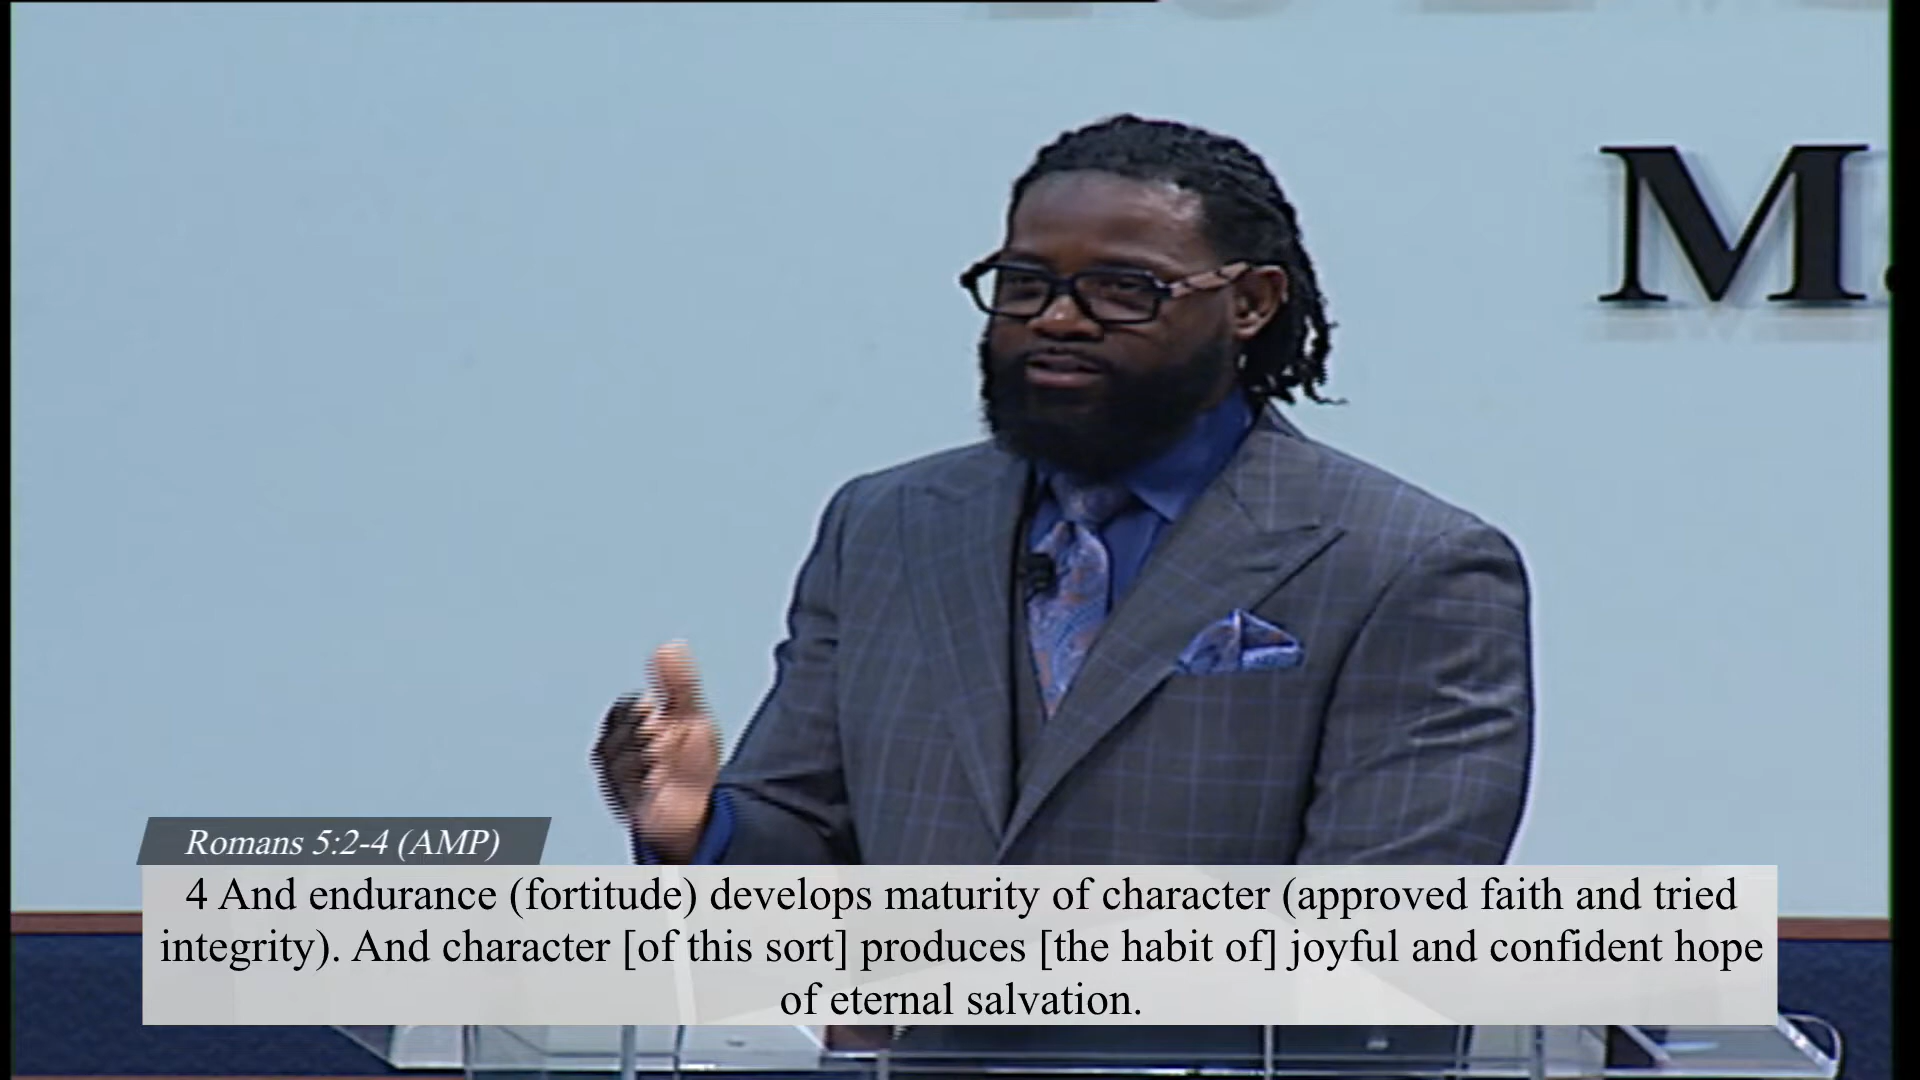 M.
Romans 5:2-4 (AMP)
4 And endurance (fortitude) develops maturity of character (approved faith and tried
integrity). And character [of this sort] produces [the habit of] joyful and confident hope
of eternal salvation.